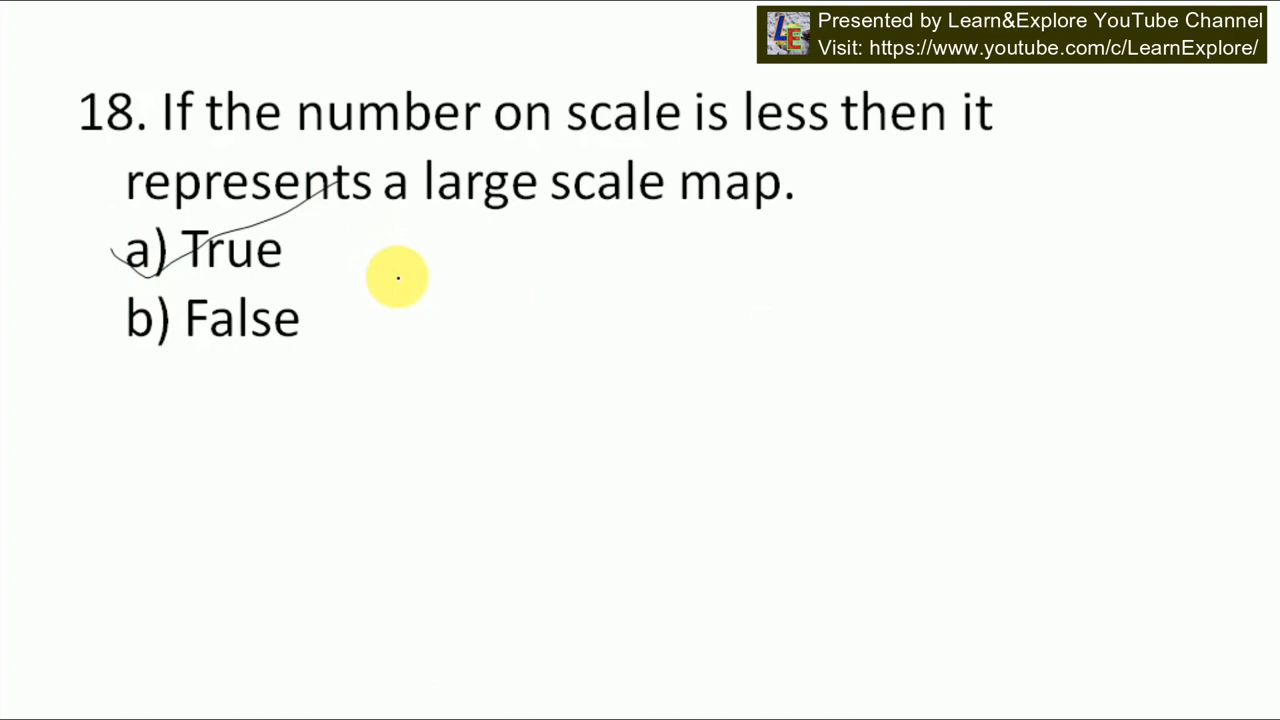 Presented by Learn&Explore YouTube Channel
Visit: https://www.youtube.com/c/LearnExplore/
LE
18. If the number on scale is less then it
represents a large scale map.
a) True
b) False